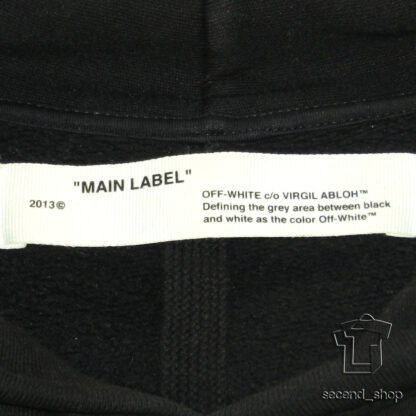 "MAIN LABEL"
2013©
OFF-WHITE c/o VIRGIL ABLOH™
Defining the grey area between black
and white as the color Off-White™
secend_shop